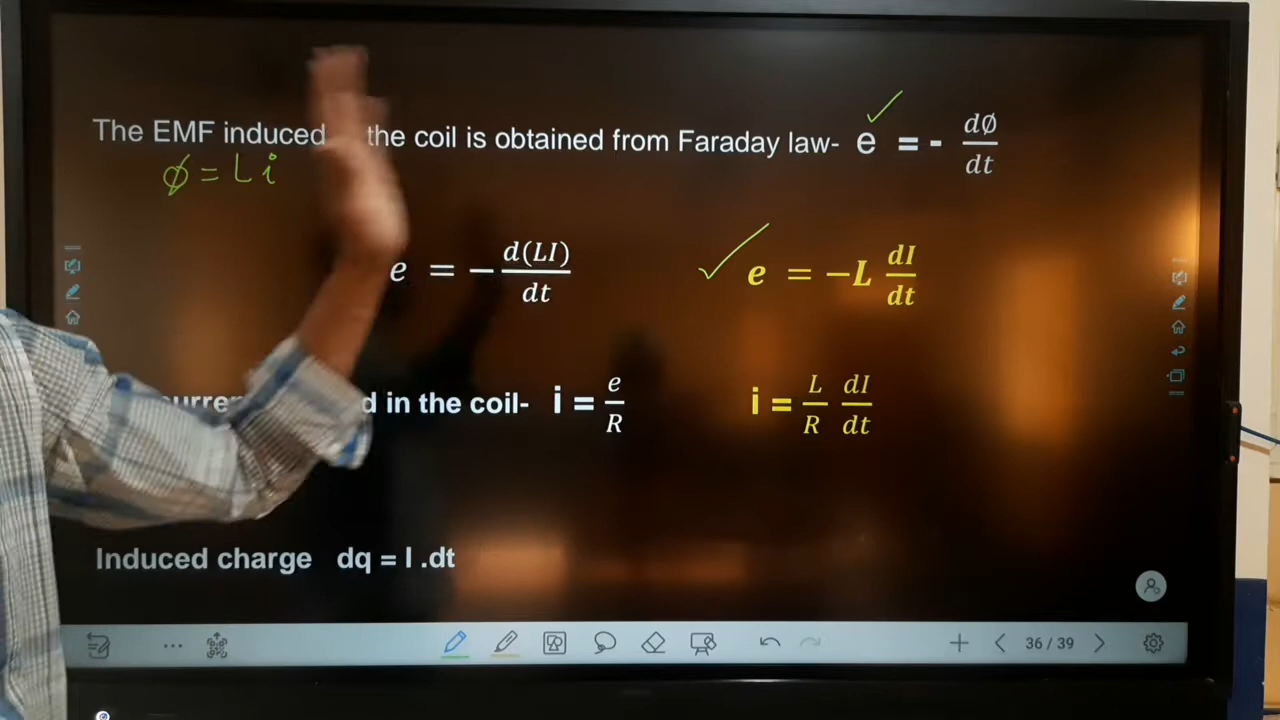 The EMF induced the coil is obtained from Faraday law- e = - dØ/dt
ϕ = Li
e = − d(LI)/dt e = −L dI/dt
d in the coil- i = e/R i = L/R dI/dt
Induced charge dq = I .dt
36 / 39